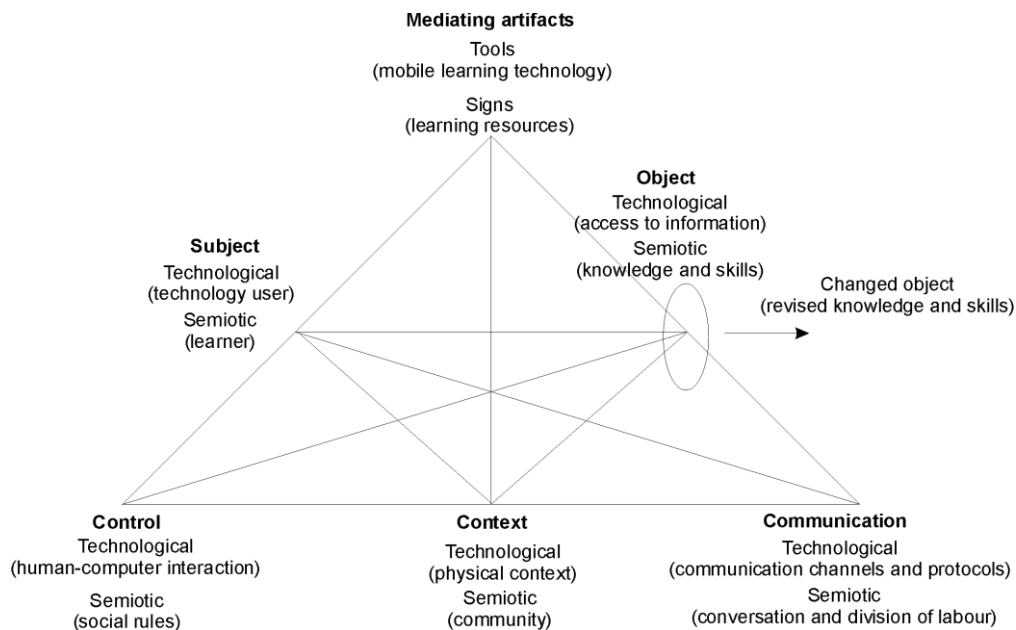 Mediating artifacts
Tools
(mobile learning technology)
Signs
(learning resources)
Object
Technological
(access to information)
Semiotic
(knowledge and skills)
Subject
Technological
(technology user)
Semiotic
(learner)
Changed object
(revised knowledge and skills)
Control
Technological
(human-computer interaction)
Semiotic
(social rules)
Context
Technological
(physical context)
Semiotic
(community)
Communication
Technological
(communication channels and protocols)
Semiotic
(conversation and division of labour)